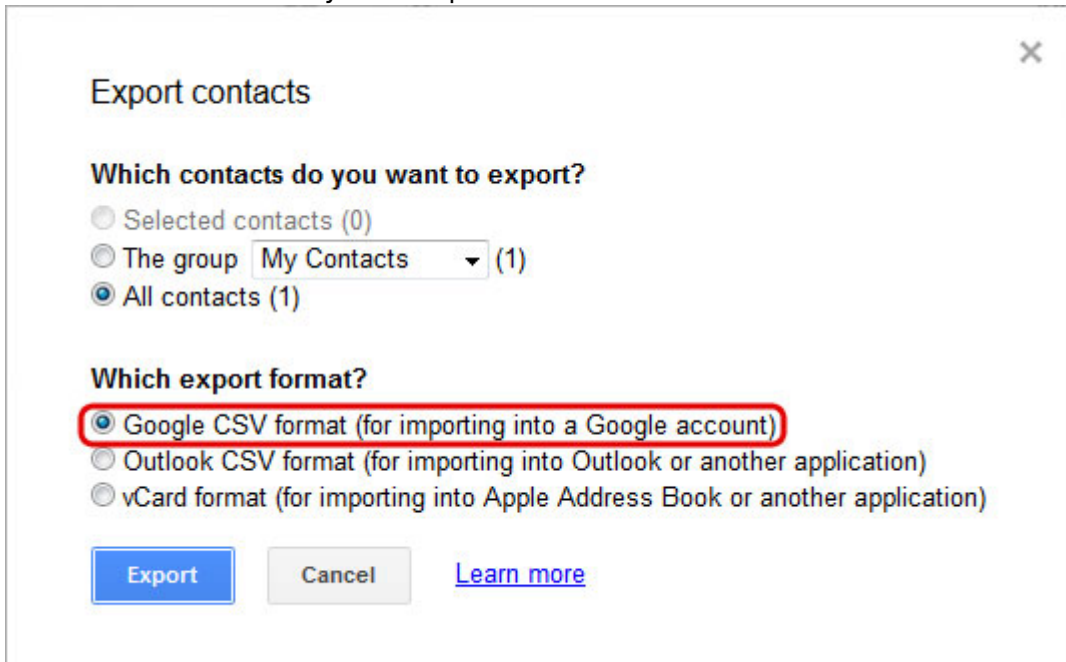 Export contacts
Which contacts do you want to export?
Selected contacts (0)
The group My Contacts (1)
All contacts (1)
Which export format?
Google CSV format (for importing into a Google account)
Outlook CSV format (for importing into Outlook or another application)
vCard format (for importing into Apple Address Book or another application)
Export Cancel Learn more